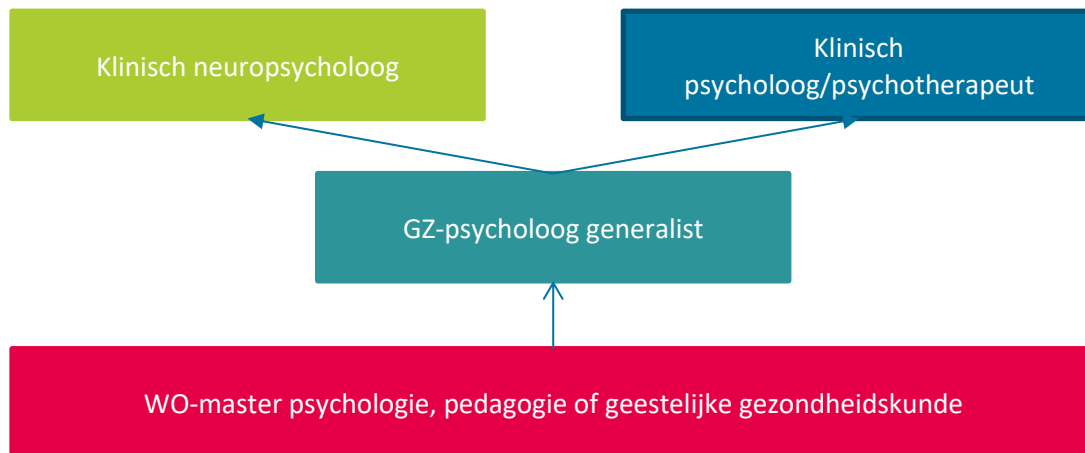 Klinisch neuropsycholoog
Klinisch
psycholoog/psychotherapeut
GZ-psycholoog generalist
WO-master psychologie, pedagogie of geestelijke gezondheidskunde